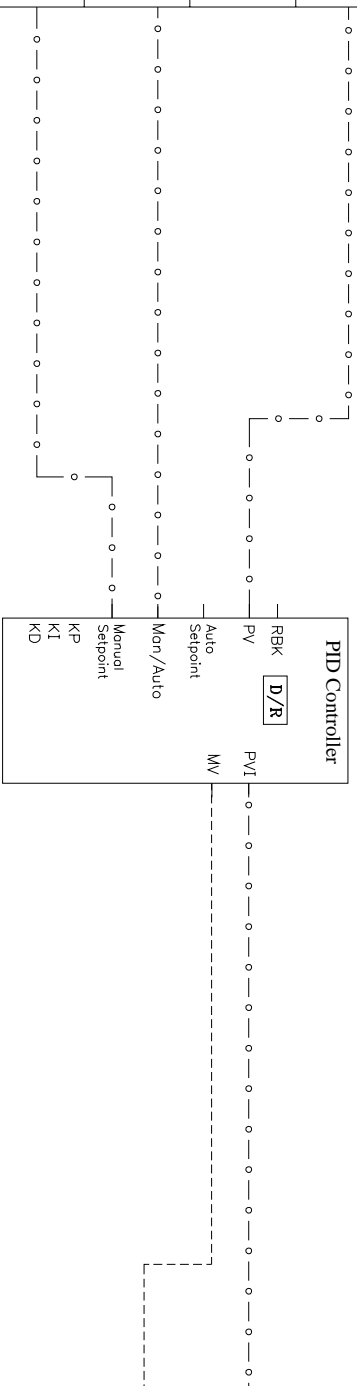 PID Controller
RBK
D/R
PV
PVI
Auto
Setpoint
MV
Man/Auto
Manual
Setpoint
KP
KI
KD